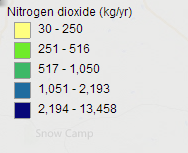 Nitrogen dioxide (kg/yr)
30 - 250
251 - 516
517 - 1,050
1,051 - 2,193
2,194 - 13,458
Snow Camp